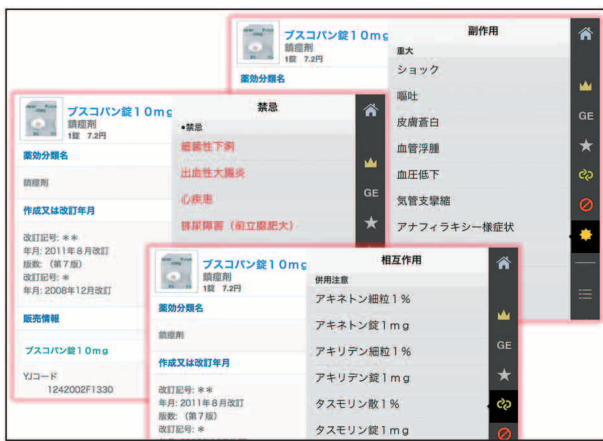 ブスコパン錠10mg
鎮痙剤
1錠 7.2円
薬効分類名
副作用
重大
ショック
嘔吐
皮膚蒼白
血管浮腫
血圧低下
気管支攣縮
アナフィラキシー様症状
GE
ブスコパン錠10mg
鎮痙剤
1錠 7.2円
薬効分類名
鎮痙剤
作成又は改訂年月
改訂記号: **
年月: 2011年8月改訂
版数: (第7版)
改訂記号: *
年月: 2008年12月改訂
販売情報
ブスコパン錠10mg
YJコード
1242002F1330
禁忌
•禁忌
細菌性下痢
出血性大腸炎
心疾患
排尿障害(前立腺肥大)
GE
ブスコパン錠10mg
鎮痙剤
1錠 7.2円
薬効分類名
鎮痙剤
作成又は改訂年月
改訂記号: **
年月: 2011年8月改訂
版数: (第7版)
改訂記号: *
相互作用
併用注意
アキネトン細粒1%
アキネトン錠1mg
アキリデン細粒1%
アキリデン錠1mg
タスモリン散1%
タスモリン錠1mg
GE